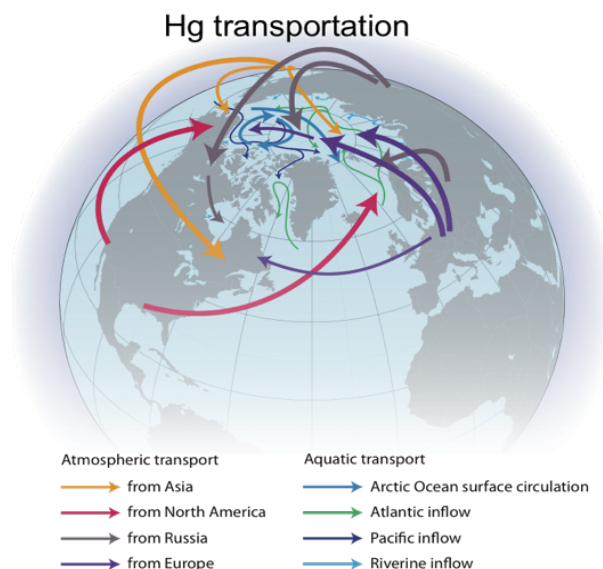 Hg transportation
Atmospheric transport
from Asia
from North America
from Russia
from Europe
Aquatic transport
Arctic Ocean surface circulation
Atlantic inflow
Pacific inflow
Riverine inflow